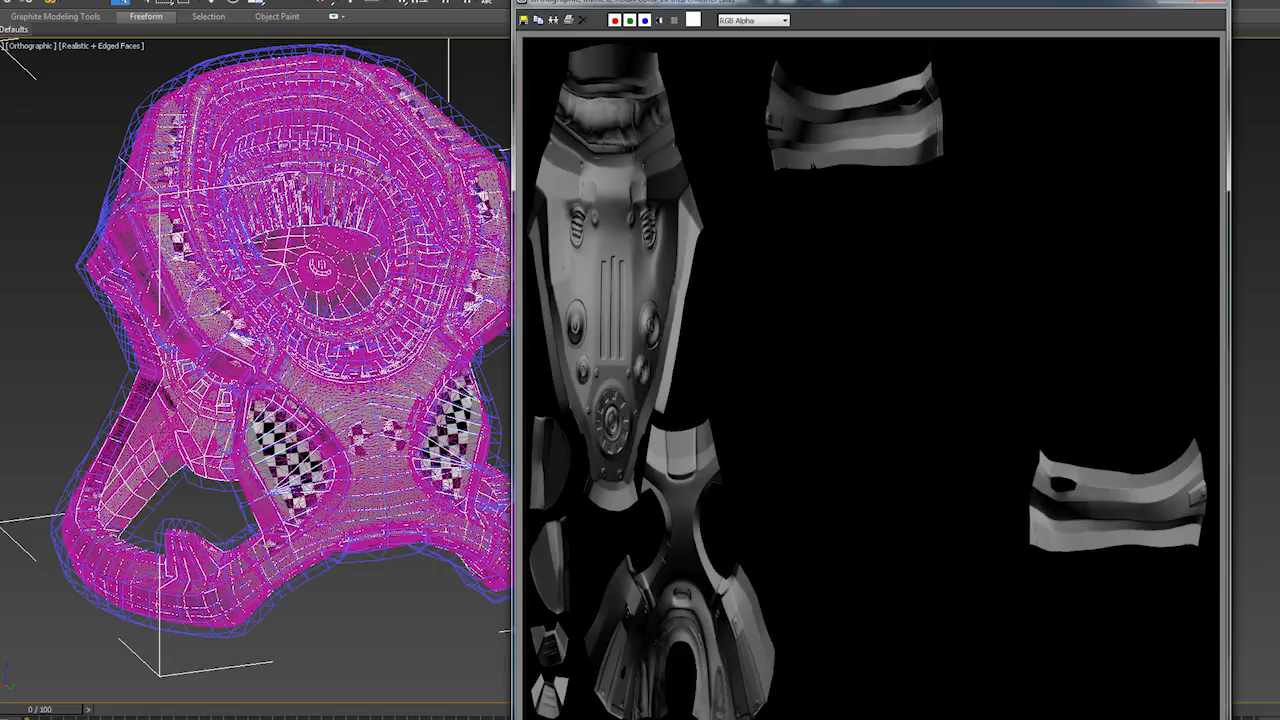 Graphite Modeling Tools
Freeform
Selection
Object Paint
Defaults
[Orthographic ] [Realistic + Edged Faces ]
RGB Alpha
0 / 100
>